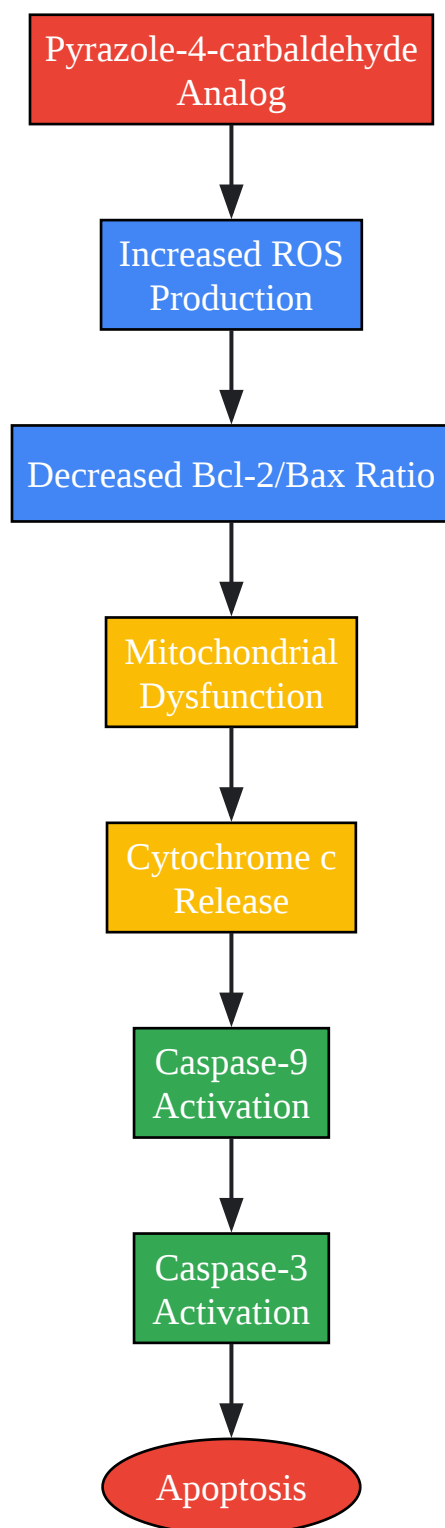 Pyrazole-4-carbaldehyde
Analog
Increased ROS
Production
Decreased Bcl-2/Bax Ratio
Mitochondrial
Dysfunction
Cytochrome c
Release
Caspase-9
Activation
Caspase-3
Activation
Apoptosis